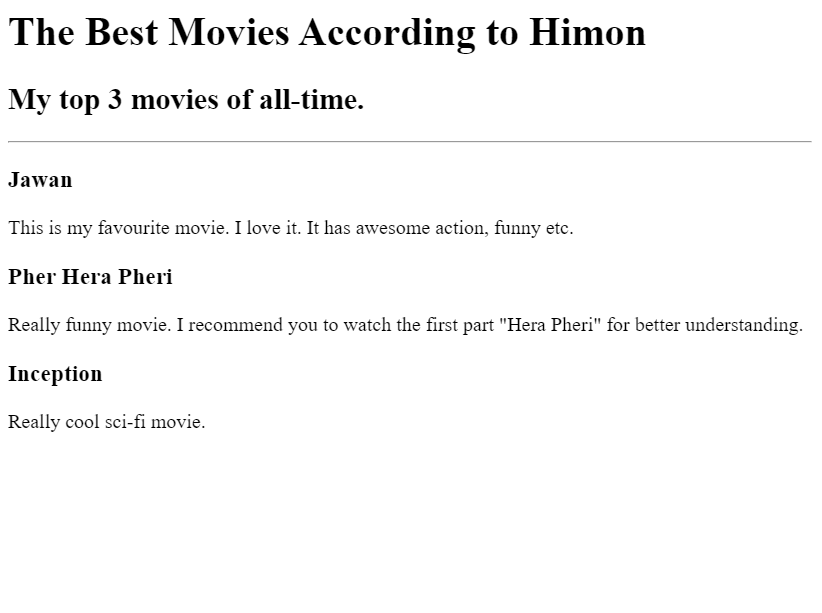 The Best Movies According to Himon
My top 3 movies of all-time.
Jawan
This is my favourite movie. I love it. It has awesome action, funny etc.
Pher Hera Pheri
Really funny movie. I recommend you to watch the first part "Hera Pheri" for better understanding.
Inception
Really cool sci-fi movie.